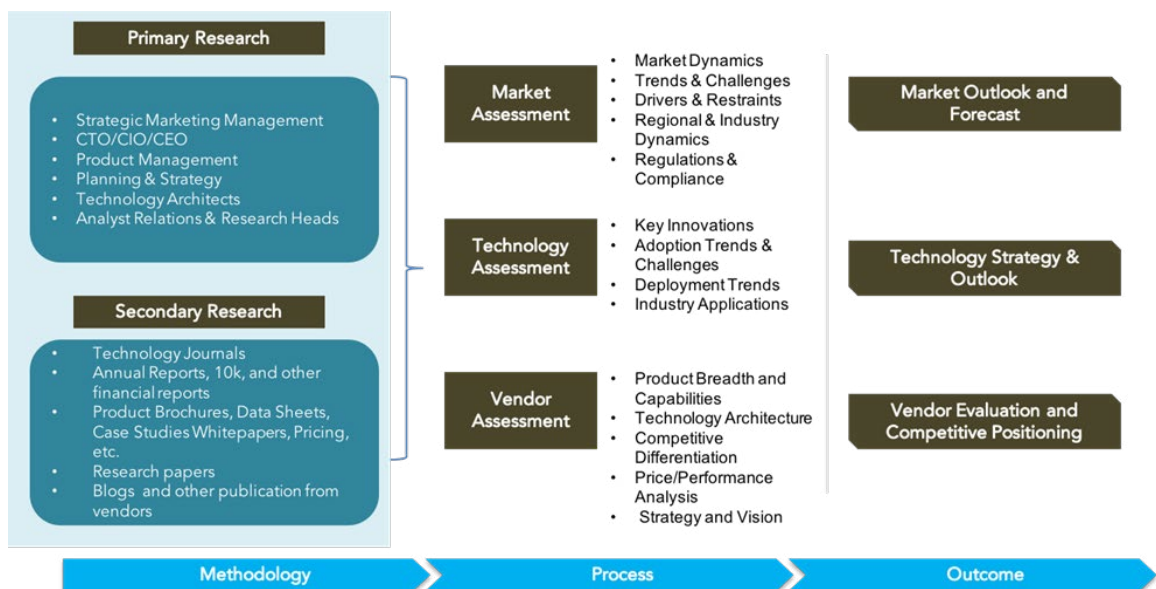 Primary Research
Strategic Marketing Management
CTO/CIO/CEO
Product Management
Planning & Strategy
Technology Architects
Analyst Relations & Research Heads
Secondary Research
Technology Journals
Annual Reports, 10k, and other
financial reports
Product Brochures, Data Sheets,
Case Studies Whitepapers, Pricing,
etc.
Research papers
Blogs and other publication from
vendors
Market
Assessment
Market Dynamics
Trends & Challenges
Drivers & Restraints
Regional & Industry
Dynamics
Regulations &
Compliance
Technology
Assessment
Key Innovations
Adoption Trends &
Challenges
Deployment Trends
Industry Applications
Vendor
Assessment
Product Breadth and
Capabilities
Technology Architecture
Competitive
Differentiation
Price/Performance
Analysis
Strategy and Vision
Market Outlook and
Forecast
Technology Strategy &
Outlook
Vendor Evaluation and
Competitive Positioning
Methodology
Process
Outcome